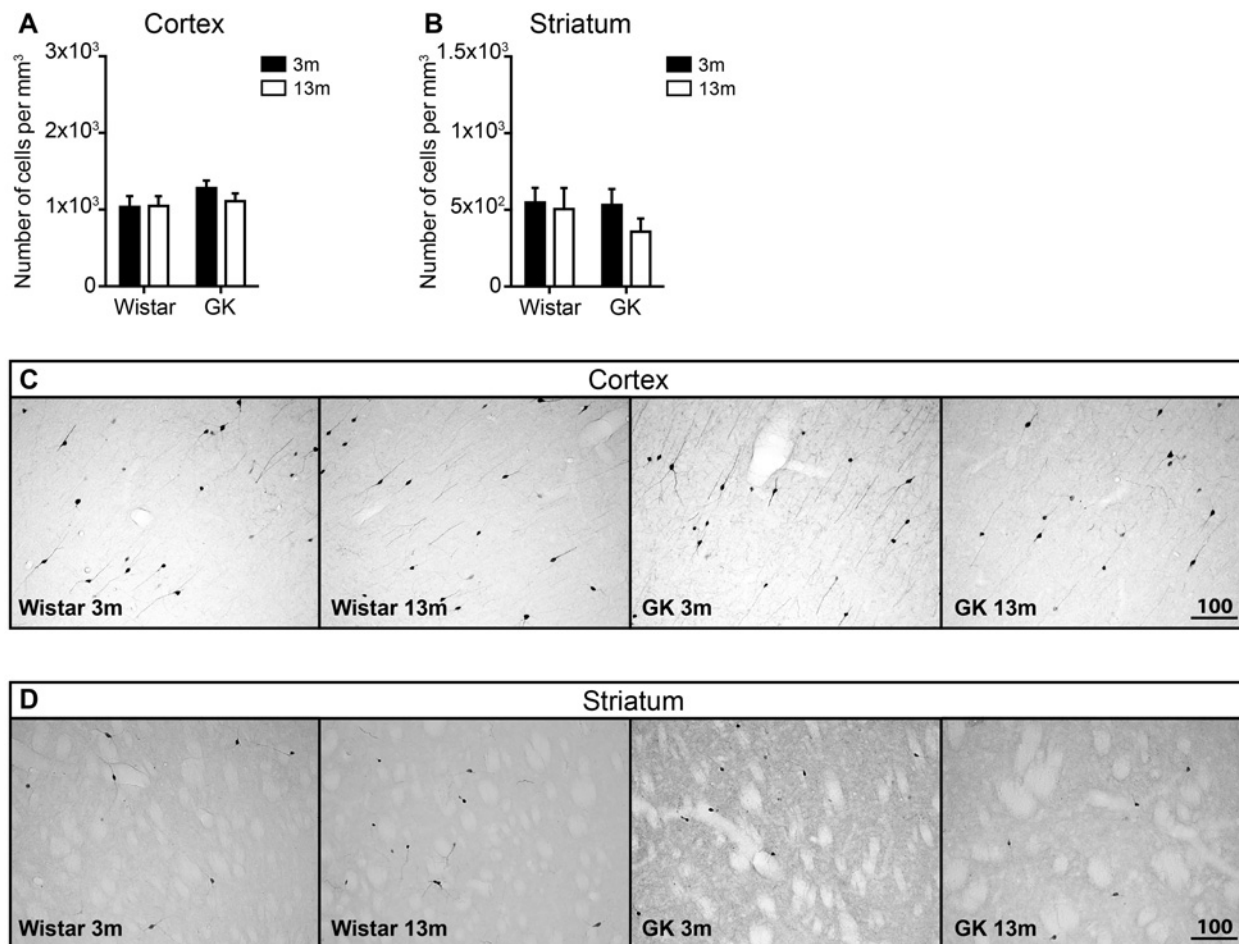 A Cortex
Number of cells per mm³
3x10³
2x10³
1x10³
0
Wistar GK
3m
13m
B Striatum
Number of cells per mm³
1.5x10³
1x10³
5x10²
0
Wistar GK
3m
13m
C Cortex
Wistar 3m Wistar 13m GK 3m GK 13m 100
D Striatum
Wistar 3m Wistar 13m GK 3m GK 13m 100